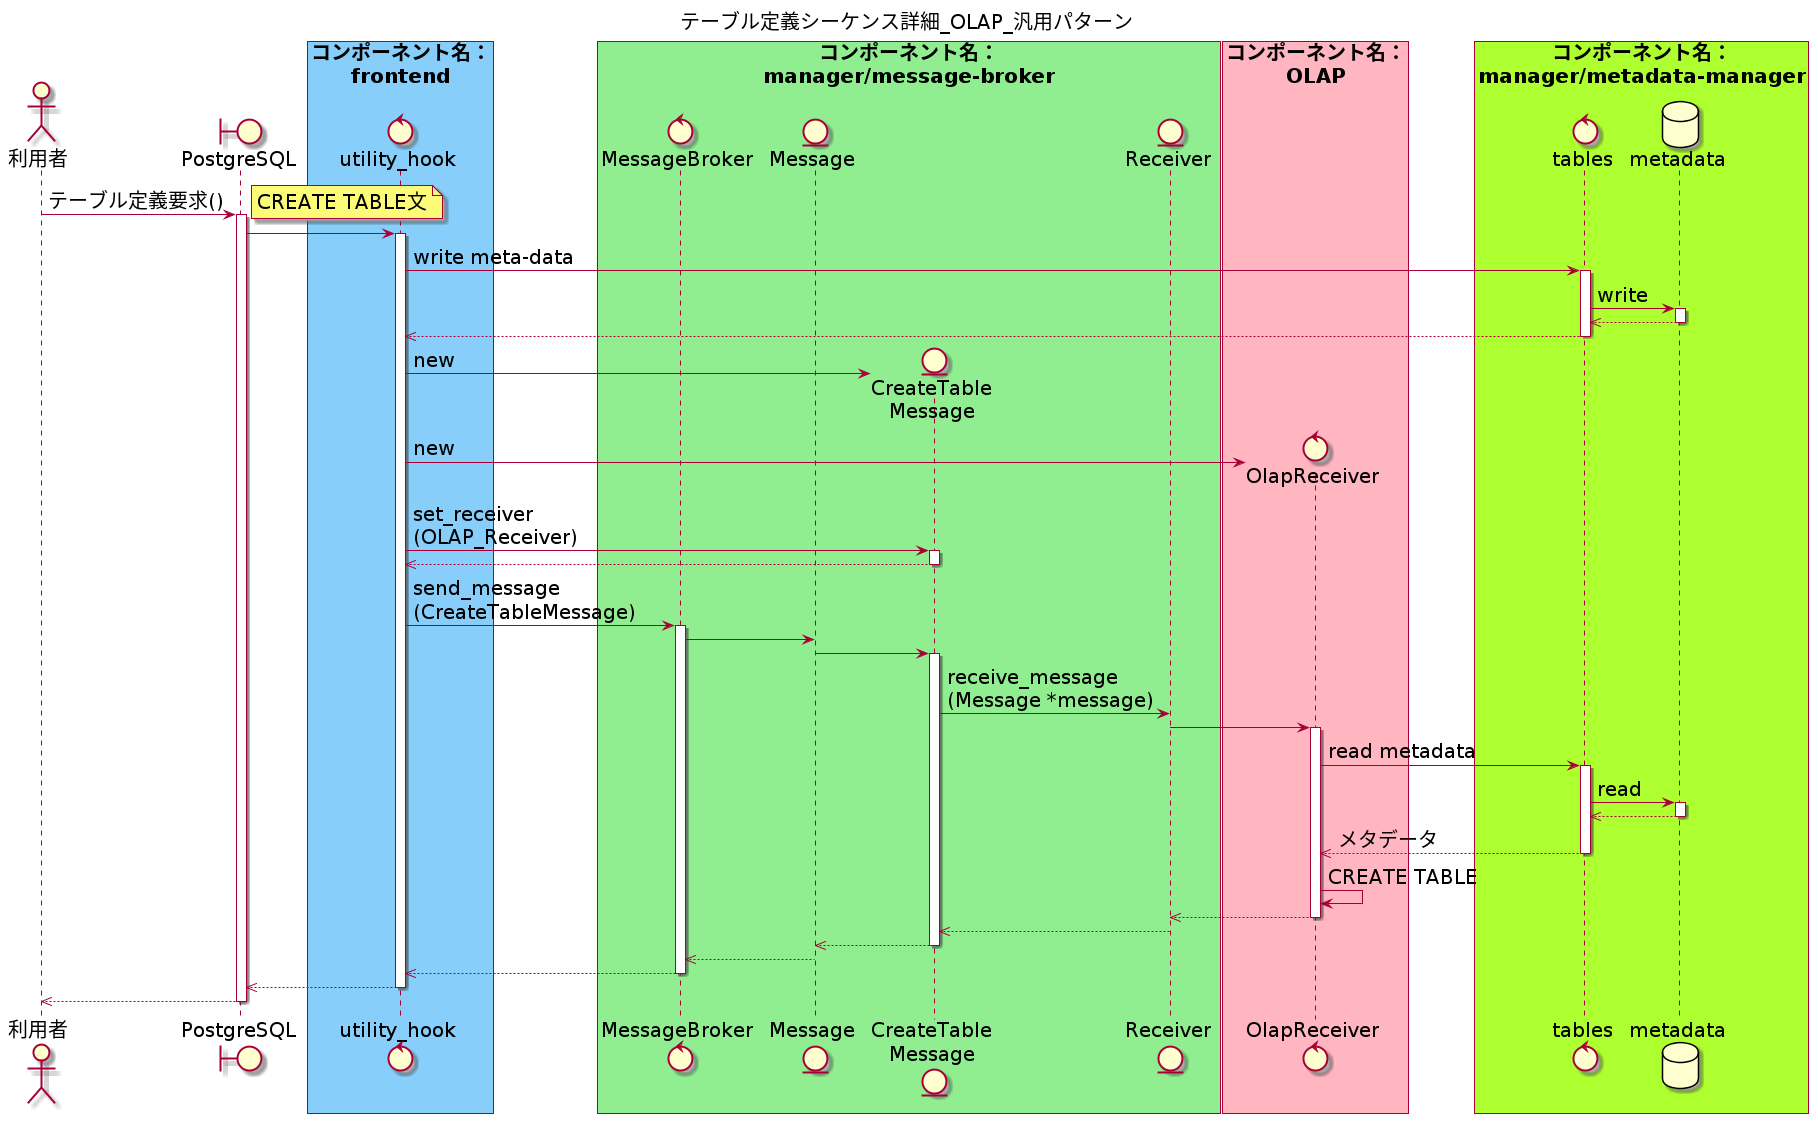 テーブル定義シーケンス詳細_OLAP_汎用パターン
コンポーネント名：
frontend
コンポーネント名：
manager/message-broker
コンポーネント名：
OLAP
コンポーネント名：
manager/metadata-manager
利用者
PostgreSQL
utility_hook
MessageBroker
Message
Receiver
tables
metadata
テーブル定義要求()
CREATE TABLE文
write meta-data
write
new
CreateTable
Message
new
OlapReceiver
set_receiver
(OLAP_Receiver)
send_message
(CreateTableMessage)
receive_message
(Message *message)
read metadata
read
メタデータ
CREATE TABLE
利用者
PostgreSQL
utility_hook
MessageBroker
Message
CreateTable
Message
Receiver
OlapReceiver
tables
metadata